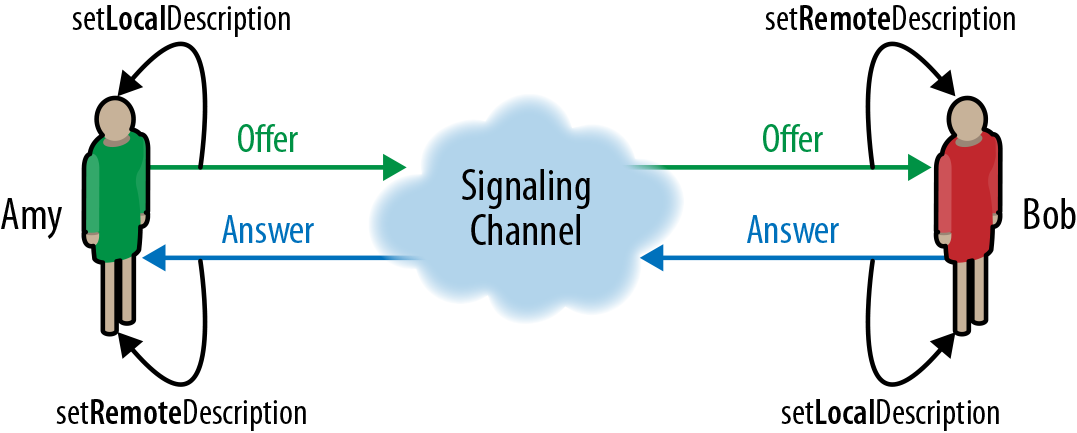 setLocalDescription
setRemoteDescription
Offer
Offer
Signaling
Channel
Amy
Bob
Answer
Answer
setRemoteDescription
setLocalDescription